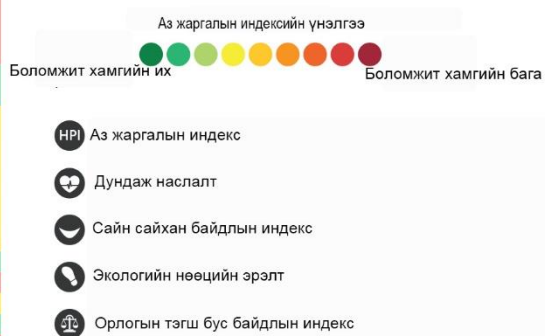 Аз жаргалын индексийн үнэлгээ
Боломжит хамгийн их
Боломжит хамгийн бага
HPI Аз жаргалын индекс
Дундаж наслалт
Сайн сайхан байдлын индекс
Экологийн нөөцийн эрэлт
Орлогын тэгш бус байдлын индекс